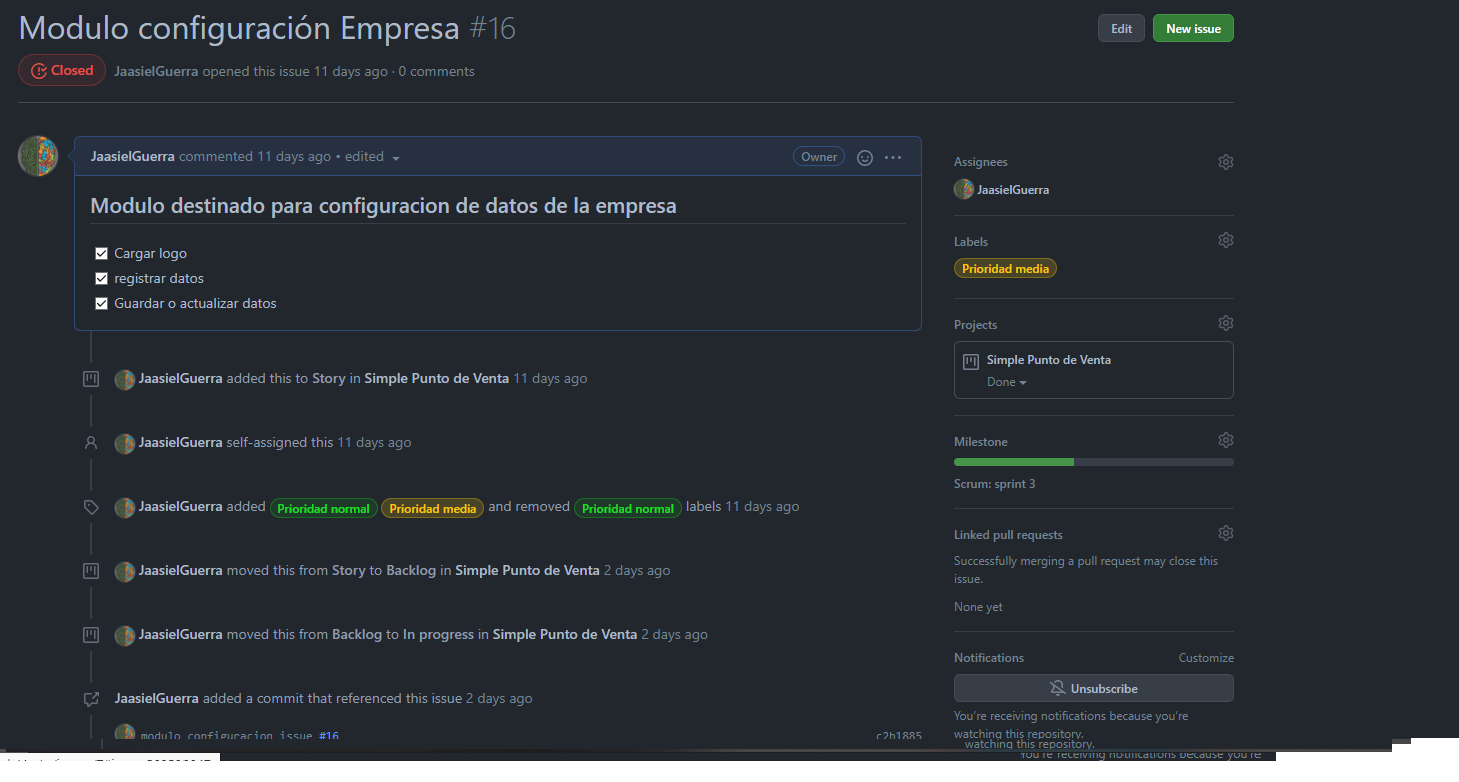 Modulo configuración Empresa #16
Edit
New issue
Closed
JaasielGuerra opened this issue 11 days ago · 0 comments
JaasielGuerra commented 11 days ago • edited
Owner
Modulo destinado para configuracion de datos de la empresa
Cargar logo
registrar datos
Guardar o actualizar datos
JaasielGuerra added this to Story in Simple Punto de Venta 11 days ago
JaasielGuerra self-assigned this 11 days ago
JaasielGuerra added Prioridad normal Prioridad media and removed Prioridad normal labels 11 days ago
JaasielGuerra moved this from Story to Backlog in Simple Punto de Venta 2 days ago
JaasielGuerra moved this from Backlog to In progress in Simple Punto de Venta 2 days ago
JaasielGuerra added a commit that referenced this issue 2 days ago
modulo configuracion issue #16
c2b1885
Assignees
JaasielGuerra
Labels
Prioridad media
Projects
Simple Punto de Venta
Done
Milestone
Scrum: sprint 3
Linked pull requests
Successfully merging a pull request may close this
issue.
None yet
Notifications
Customize
Unsubscribe
You're receiving notifications because you're
watching this repository.
watching this repository.
You're receiving notifications because you're